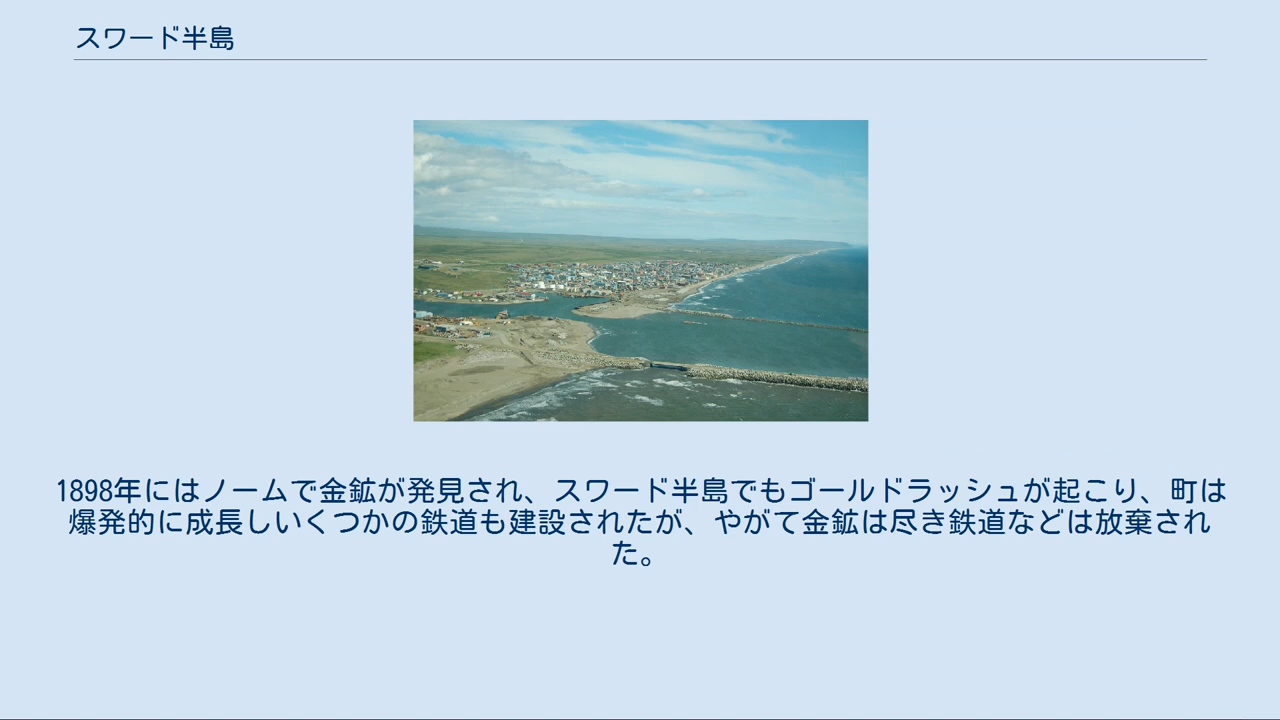 スワード半島
1898年にはノームで金鉱が発見され、スワード半島でもゴールドラッシュが起こり、町は
爆発的に成長しいくつかの鉄道も建設されたが、やがて金鉱は尽き鉄道などは放棄され
た。